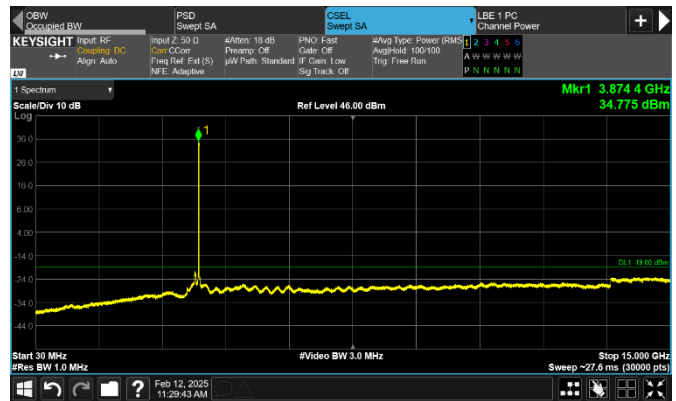 OBW PSD CSEL LBE 1 PC
Occupied BW Swept SA Swept SA Channel Power
KEYSIGHT Input: RF Input Z: 50 Ω #Atten: 18 dB PNO: Fast #Avg Type: Power (RMS 1 2 3 4 5 6
Coupling: DC Corr CCorr Preamp: Off Gate: Off Avg|Hold: 100/100 A W W W W W
Align: Auto Freq Ref: Ext (S) µW Path: Standard IF Gain: Low Trig: Free Run P N N N N N
LXI NFE: Adaptive Sig Track: Off
1 Spectrum Mkr1 3.874 4 GHz
Scale/Div 10 dB Ref Level 46.00 dBm 34.775 dBm
Log
1
36.0
26.0
16.0
6.00
-4.00
-14.0
DL1 -19.00 dBm
-24.0
-34.0
-44.0
Start 30 MHz #Video BW 3.0 MHz Stop 15.000 GHz
#Res BW 1.0 MHz Sweep ~27.6 ms (30000 pts)
? Feb 12, 2025
11:29:43 AM